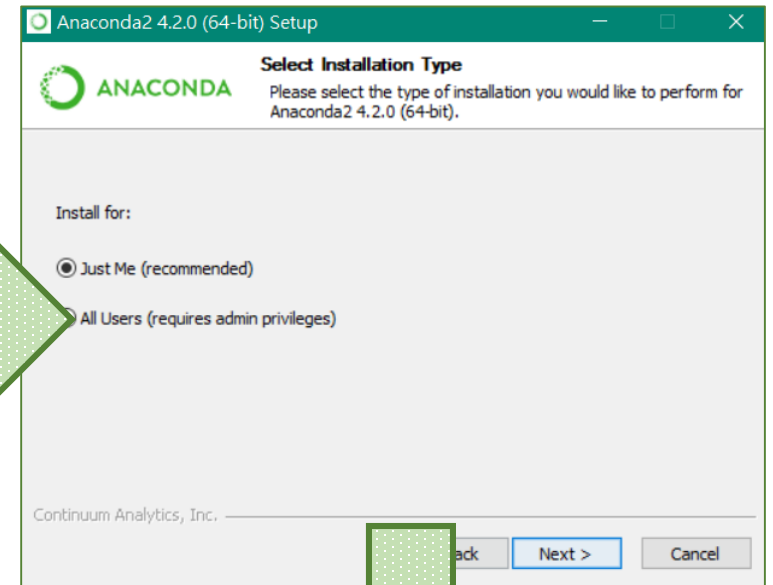 Anaconda2 4.2.0 (64-bit) Setup
ANACONDA
Select Installation Type
Please select the type of installation you would like to perform for
Anaconda2 4.2.0 (64-bit).
Install for:
Just Me (recommended)
All Users (requires admin privileges)
Continuum Analytics, Inc.
ack Next > Cancel